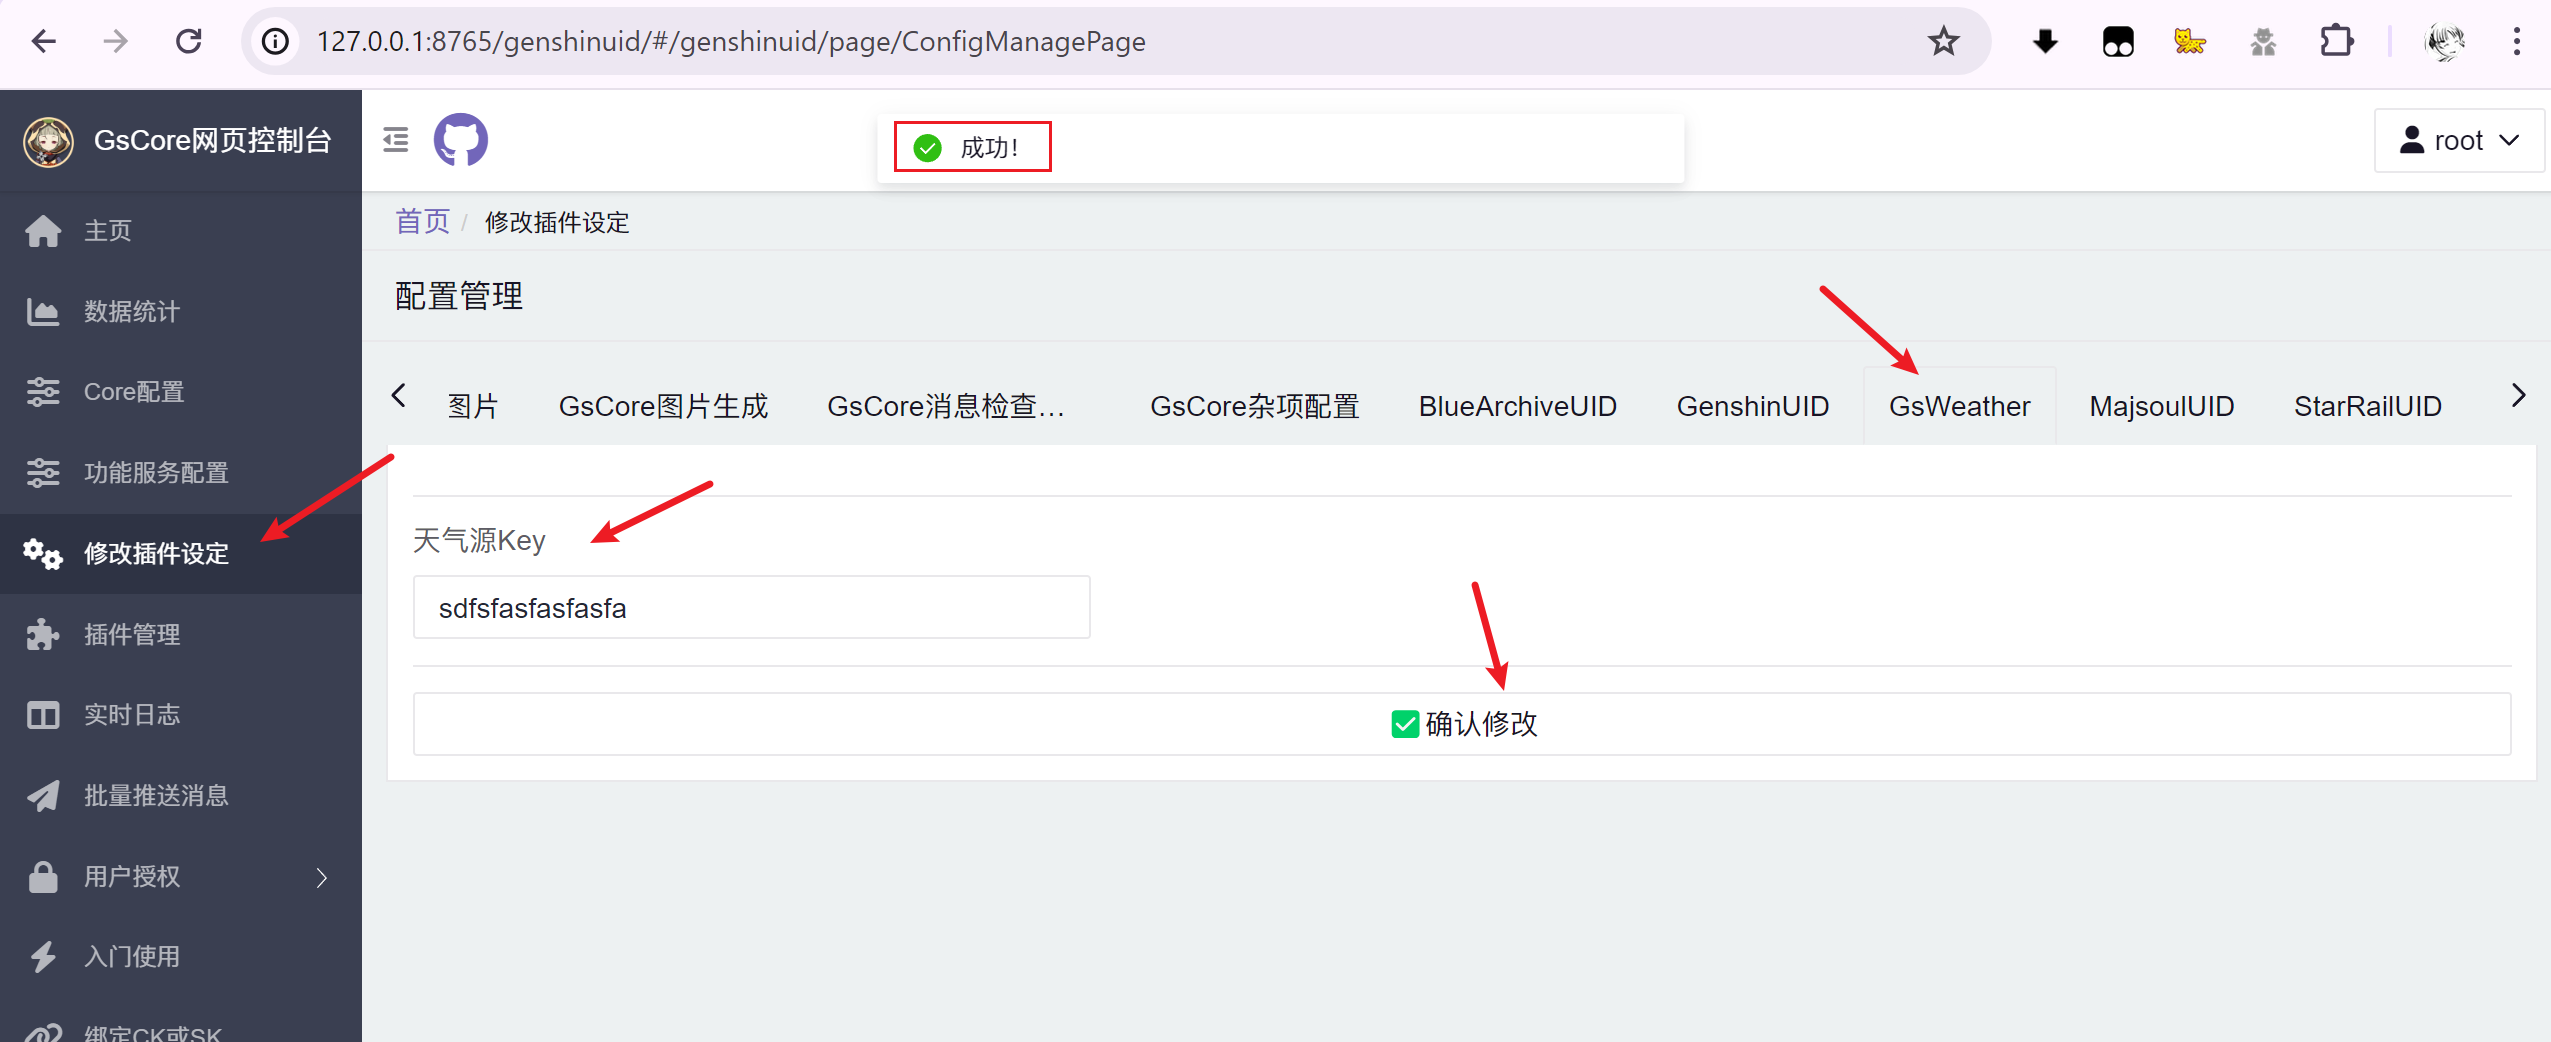 127.0.0.1:8765/genshinuid/#/genshinuid/page/ConfigManagePage
GsCore网页控制台
成功！
root
主页
数据统计
Core配置
功能服务配置
修改插件设定
插件管理
实时日志
批量推送消息
用户授权
入门使用
绑定CK或SK
首页 / 修改插件设定
配置管理
图片 GsCore图片生成 GsCore消息检查... GsCore杂项配置 BlueArchiveUID GenshinUID GsWeather MajsoulUID StarRailUID
天气源Key
sdfsfasfasfasfa
确认修改